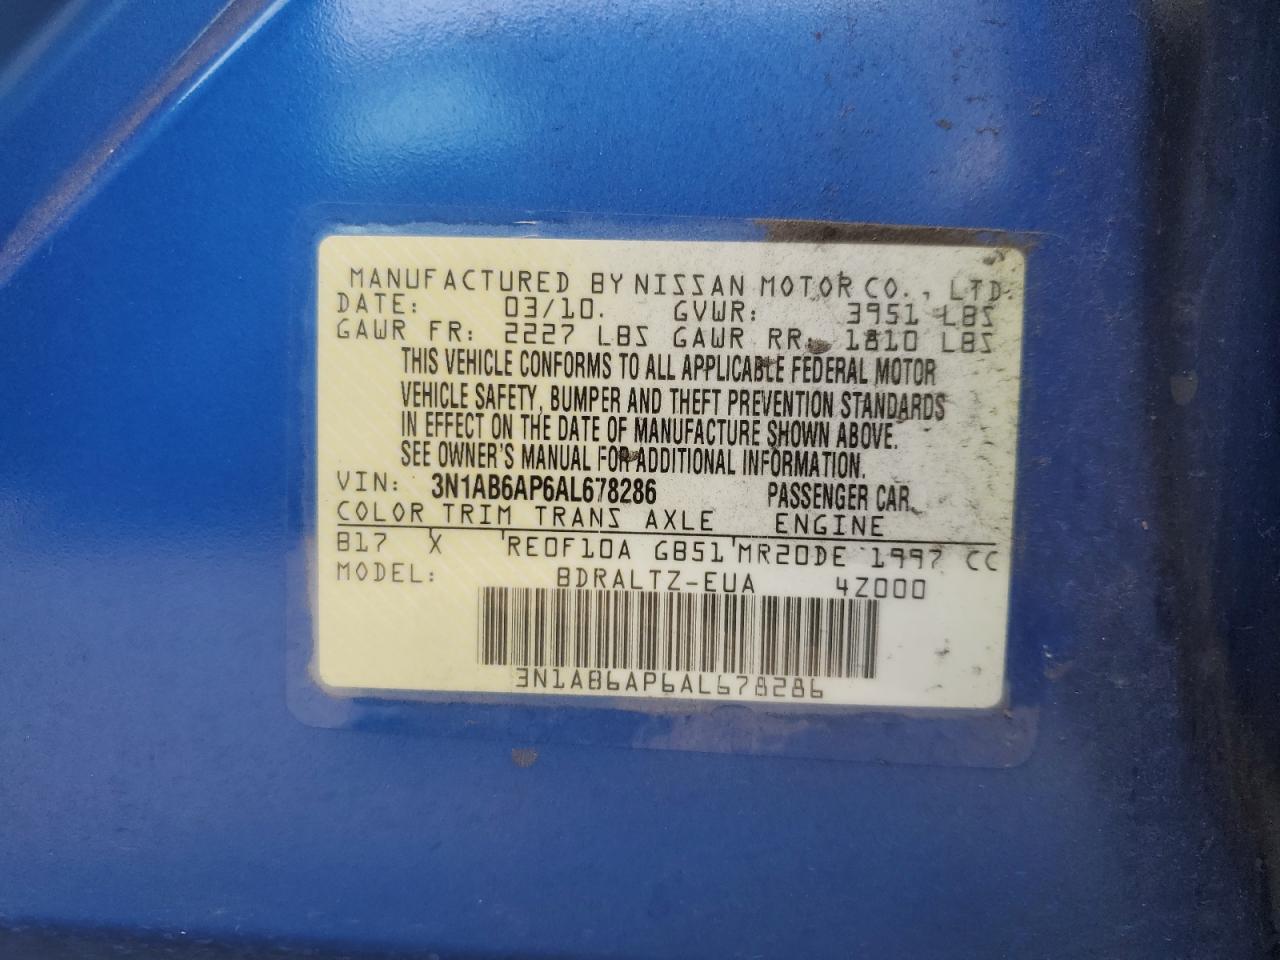 MANUFACTURED BY NISSAN MOTOR CO., LTD.
DATE: 03/10. GVWR: 3951 LBS
GAWR FR: 2227 LBS GAWR RR: 1810 LBS
THIS VEHICLE CONFORMS TO ALL APPLICABLE FEDERAL MOTOR
VEHICLE SAFETY, BUMPER AND THEFT PREVENTION STANDARDS
IN EFFECT ON THE DATE OF MANUFACTURE SHOWN ABOVE.
SEE OWNER'S MANUAL FOR ADDITIONAL INFORMATION.
VIN: 3N1AB6AP6AL678286 PASSENGER CAR
COLOR TRIM TRANS AXLE ENGINE
B17 X RE0F10A GB51 MR20DE 1997 CC
MODEL: BDRALTZ-EUA 4Z000
3N1AB6AP6AL678286